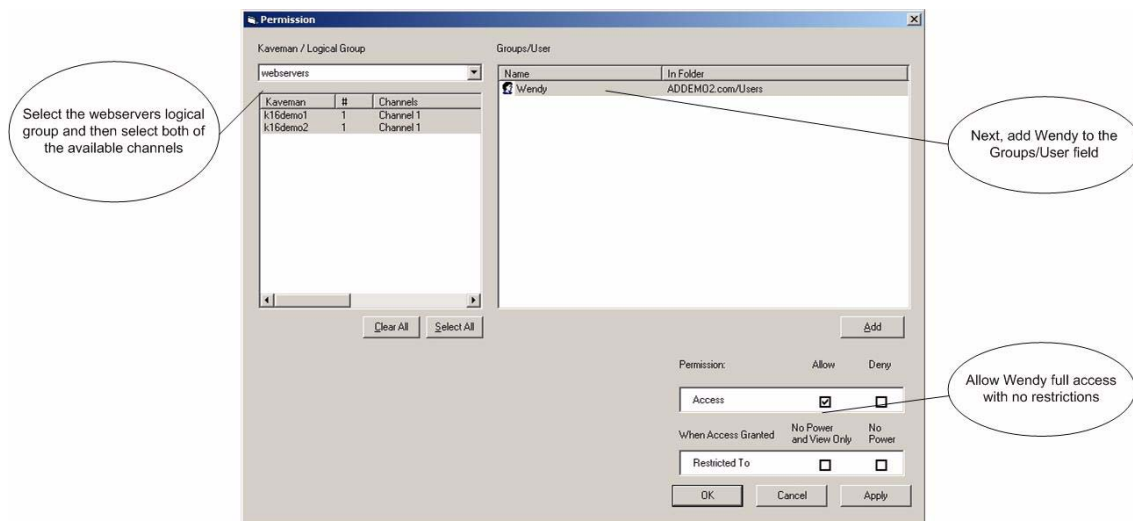 Permission
Kaveman / Logical Group
webservers
Kaveman # Channels
k16demo1 1 Channel 1
k16demo2 1 Channel 1
Clear All
Select All
Groups/User
Name In Folder
Wendy ADDEMO2.com/Users
Add
Permission: Allow Deny
Access
When Access Granted
No Power
and View Only
No
Power
Restricted To
OK
Cancel
Apply
Select the webservers logical
group and then select both of
the available channels
Next, add Wendy to the
Groups/User field
Allow Wendy full access
with no restrictions